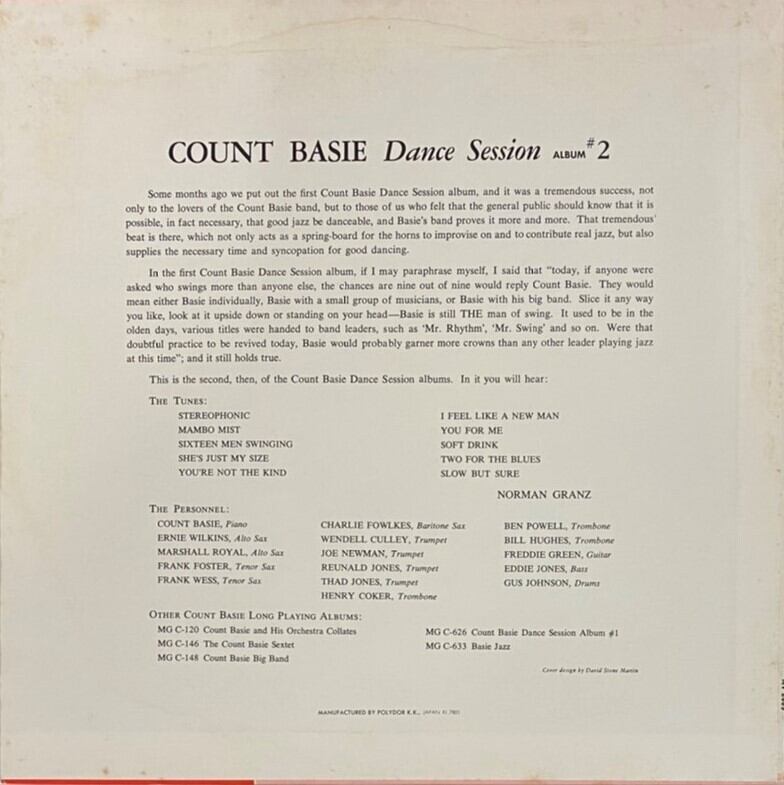 COUNT BASIE Dance Session ALBUM #2
Some months ago we put out the first Count Basie Dance Session album, and it was a tremendous success, not
only to the lovers of the Count Basie band, but to those of us who felt that the general public should know that it is
possible, in fact necessary, that good jazz be danceable, and Basie's band proves it more and more. That tremendous
beat is there, which not only acts as a spring-board for the horns to improvise on and to contribute real jazz, but also
supplies the necessary time and syncopation for good dancing.
In the first Count Basie Dance Session album, if I may paraphrase myself, I said that "today, if anyone were
asked who swings more than anyone else, the chances are nine out of nine would reply Count Basie. They would
mean either Basie individually, Basie with a small group of musicians, or Basie with his big band. Slice it any way
you like, look at it upside down or standing on your head—Basie is still THE man of swing. It used to be in the
olden days, various titles were handed to band leaders, such as 'Mr. Rhythm', 'Mr. Swing' and so on. Were that
doubtful practice to be revived today, Basie would probably garner more crowns than any other leader playing jazz
at this time"; and it still holds true.
This is the second, then, of the Count Basie Dance Session albums. In it you will hear:
THE TUNES:
STEREOPHONIC
MAMBO MIST
SIXTEEN MEN SWINGING
SHE'S JUST MY SIZE
YOU'RE NOT THE KIND
I FEEL LIKE A NEW MAN
YOU FOR ME
SOFT DRINK
TWO FOR THE BLUES
SLOW BUT SURE
NORMAN GRANZ
THE PERSONNEL:
COUNT BASIE, Piano
ERNIE WILKINS, Alto Sax
MARSHALL ROYAL, Alto Sax
FRANK FOSTER, Tenor Sax
FRANK WESS, Tenor Sax
CHARLIE FOWLKES, Baritone Sax
WENDELL CULLEY, Trumpet
JOE NEWMAN, Trumpet
REUNALD JONES, Trumpet
THAD JONES, Trumpet
HENRY COKER, Trombone
BEN POWELL, Trombone
BILL HUGHES, Trombone
FREDDIE GREEN, Guitar
EDDIE JONES, Bass
GUS JOHNSON, Drums
OTHER COUNT BASIE LONG PLAYING ALBUMS:
MG C-120 Count Basie and His Orchestra Collates
MG C-146 The Count Basie Sextet
MG C-148 Count Basie Big Band
MG C-626 Count Basie Dance Session Album #1
MG C-633 Basie Jazz
Cover design by David Stone Martin
MANUFACTURED BY POLYDOR K.K., JAPAN